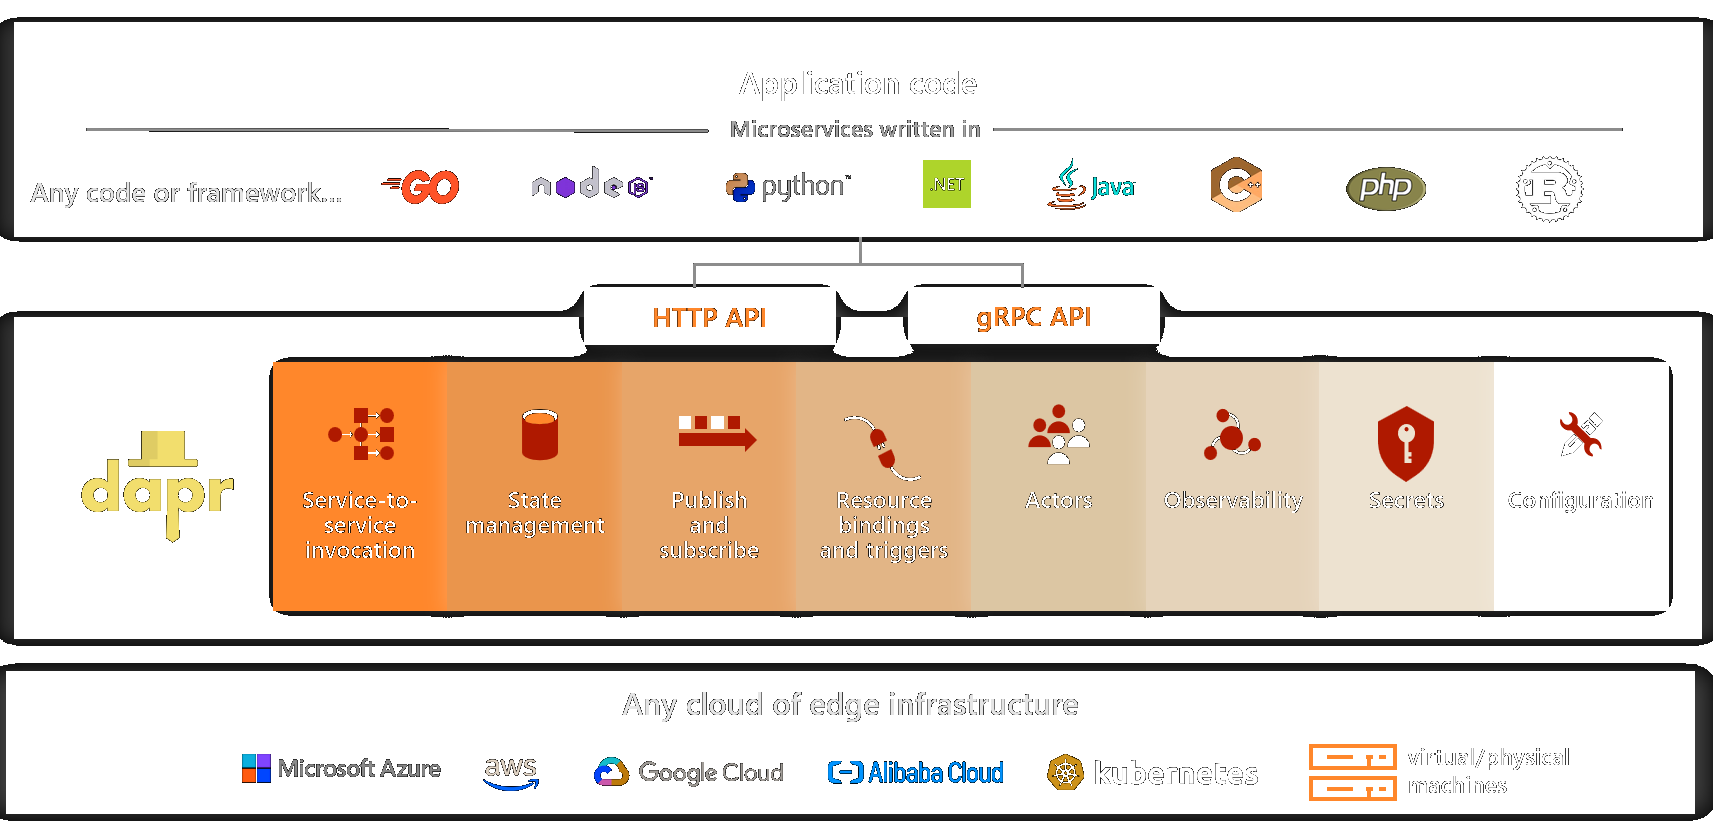 Application code
Microservices written in
Any code or framework...
GO
node
python™
.NET
Java
C++
php
R
HTTP API
gRPC API
dapr
Service-to-
service
invocation
State
management
Publish
and
subscribe
Resource
bindings
and triggers
Actors
Observability
Secrets
Configuration
Any cloud of edge infrastructure
Microsoft Azure
aws
Google Cloud
Alibaba Cloud
kubernetes
virtual/physical
machines